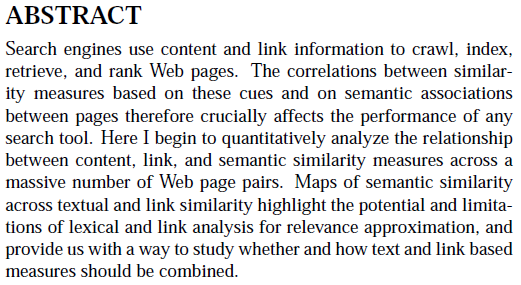 ABSTRACT
Search engines use content and link information to crawl, index,
retrieve, and rank Web pages. The correlations between similar-
ity measures based on these cues and on semantic associations
between pages therefore crucially affects the performance of any
search tool. Here I begin to quantitatively analyze the relationship
between content, link, and semantic similarity measures across a
massive number of Web page pairs. Maps of semantic similarity
across textual and link similarity highlight the potential and limita-
tions of lexical and link analysis for relevance approximation, and
provide us with a way to study whether and how text and link based
measures should be combined.